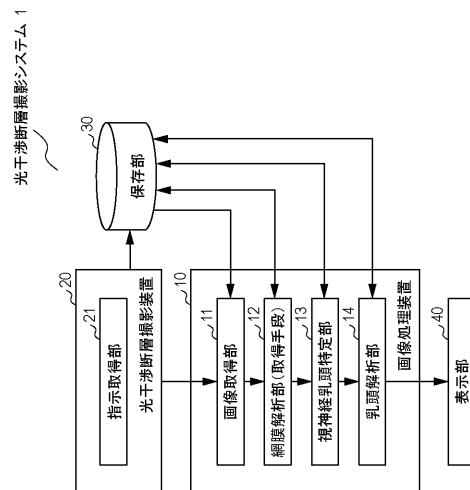 光干渉断層撮影システム 1
20
21
指示取得部
光干渉断層撮影装置
30
保存部
10
11
画像取得部
12
網膜解析部(取得手段)
13
視神経乳頭特定部
14
乳頭解析部
画像処理装置
40
表示部